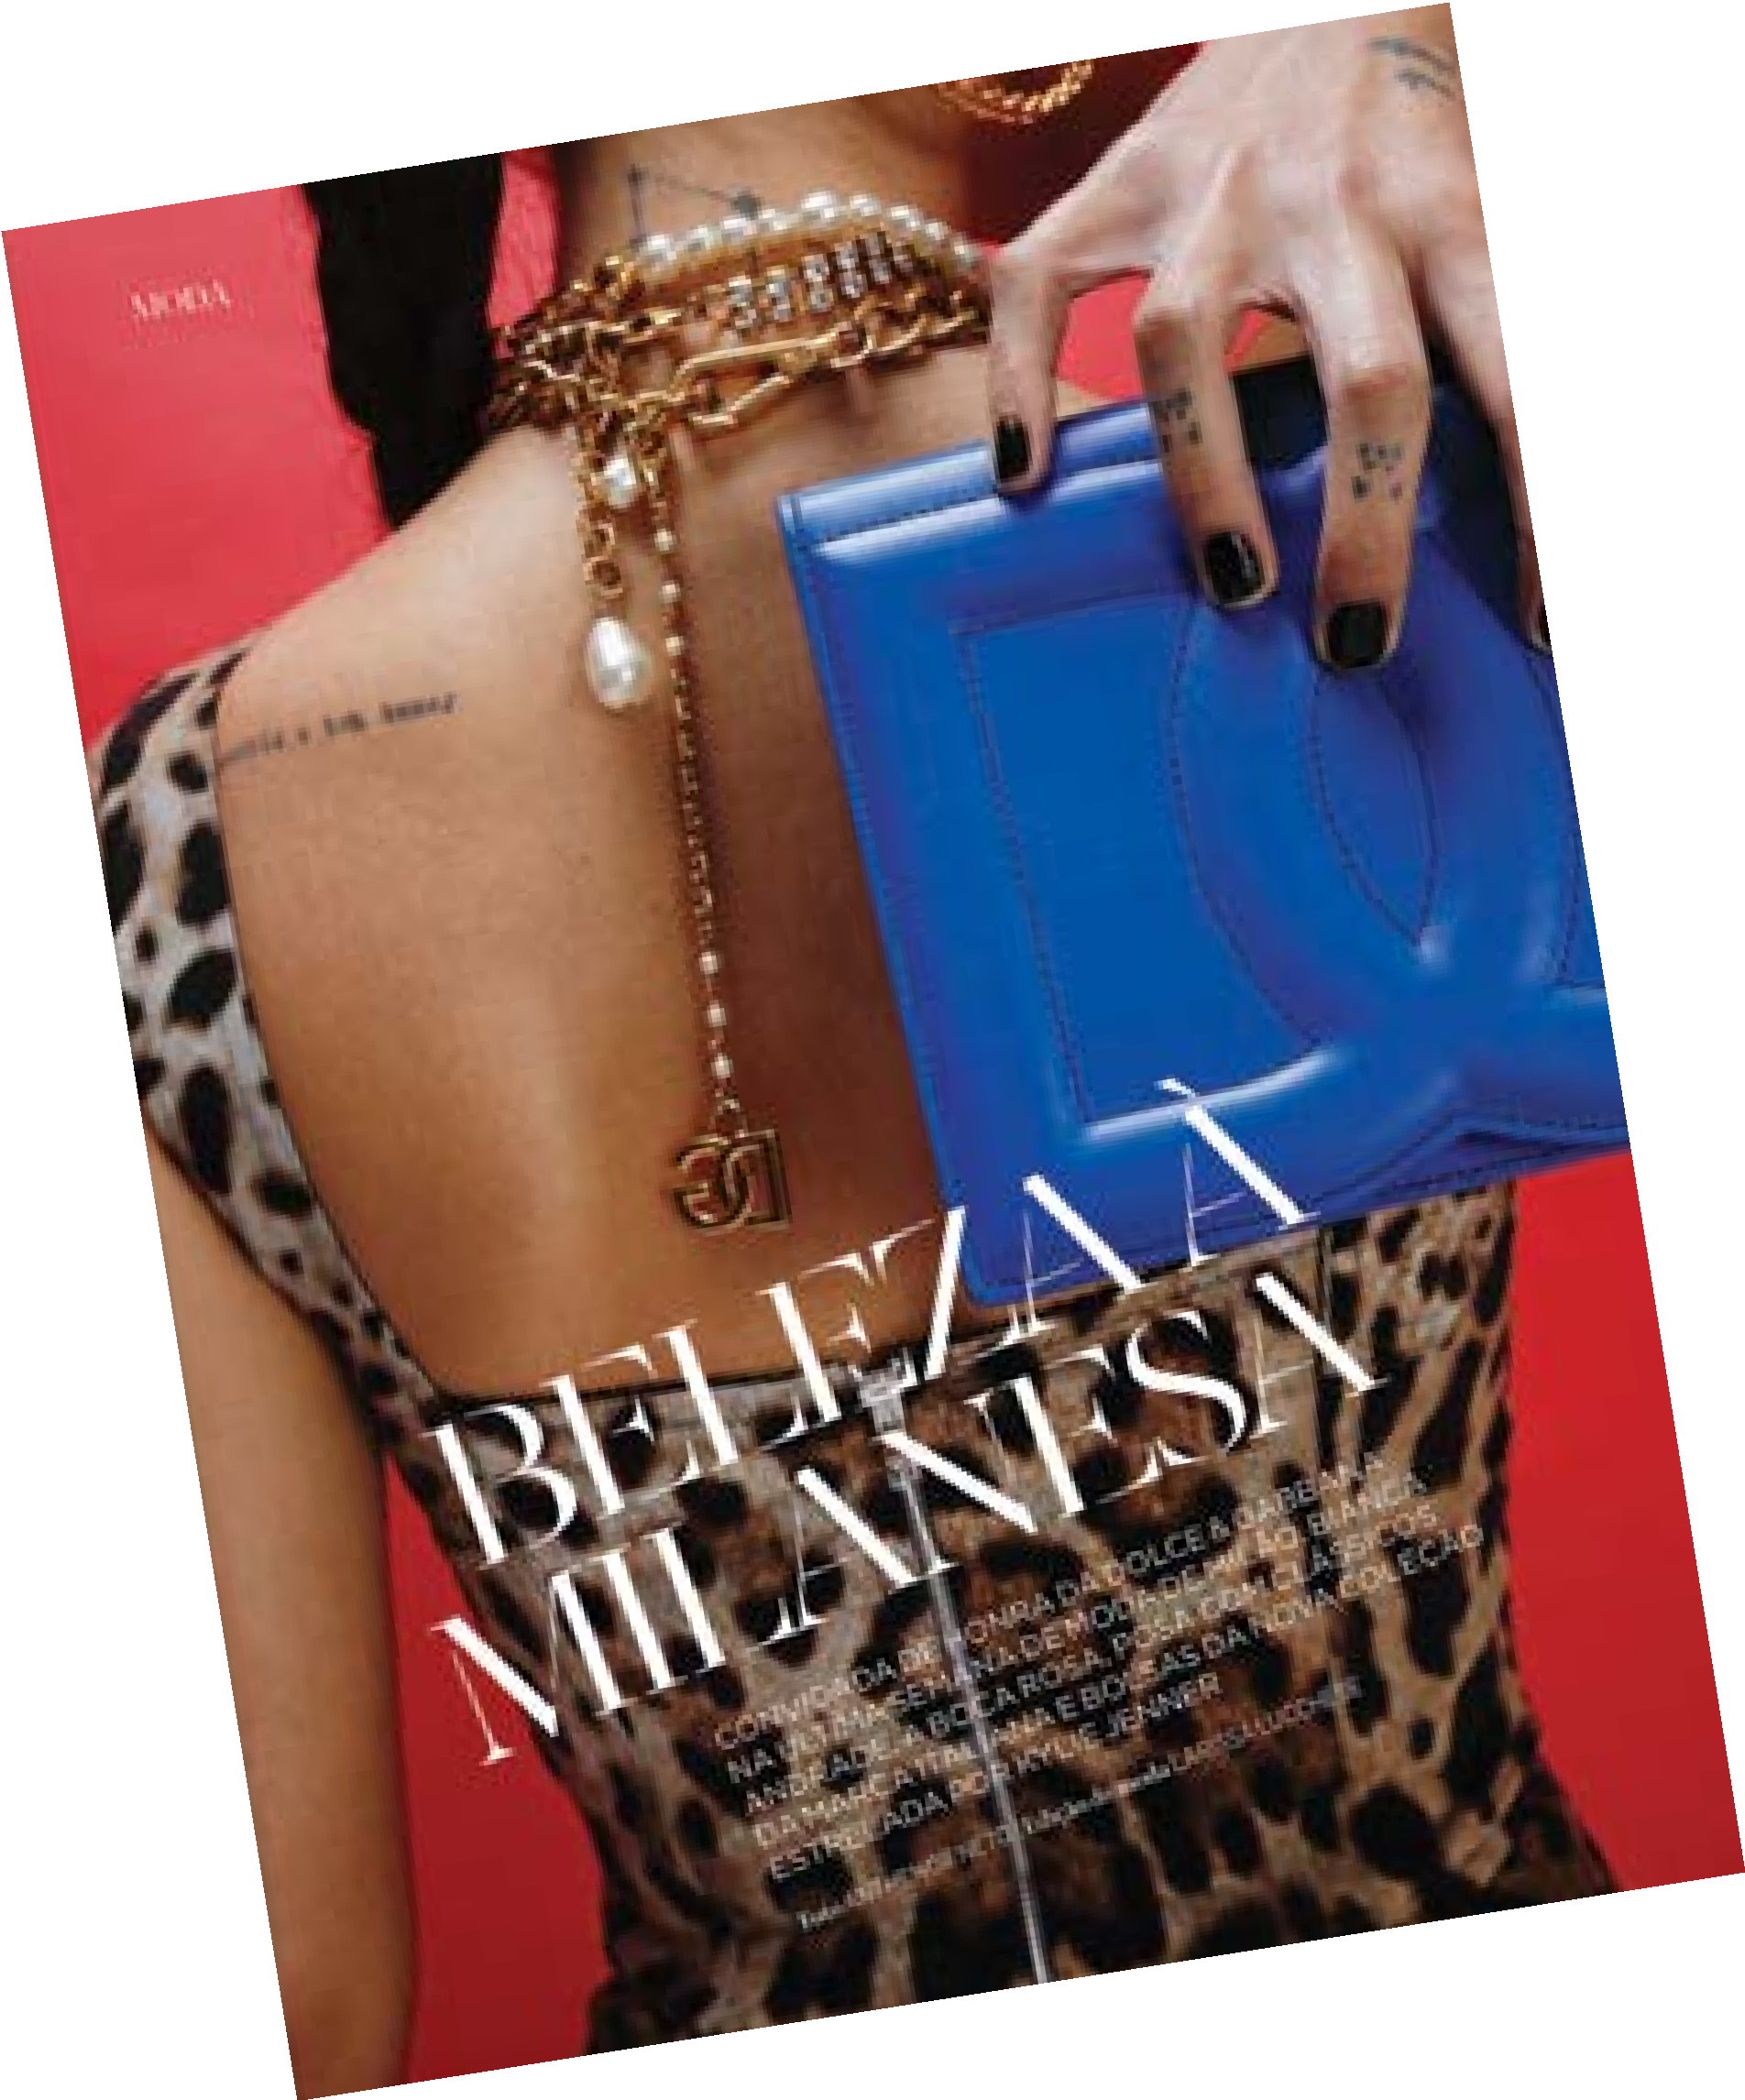 MODA
BELEZA À
MILANESA
CONVIDADA DE HONRA DA DOLCE &
NA ÚLTIMA SEMANA DE MODA DE MILÃO, BIANCA
ANDRADE, A BOCA ROSA, POSA COM CLÁSSICOS
DA MARCA ITALIANA E BOLSAS DA NOVA COLEÇÃO
ESTRELADA POR KYLIE JENNER